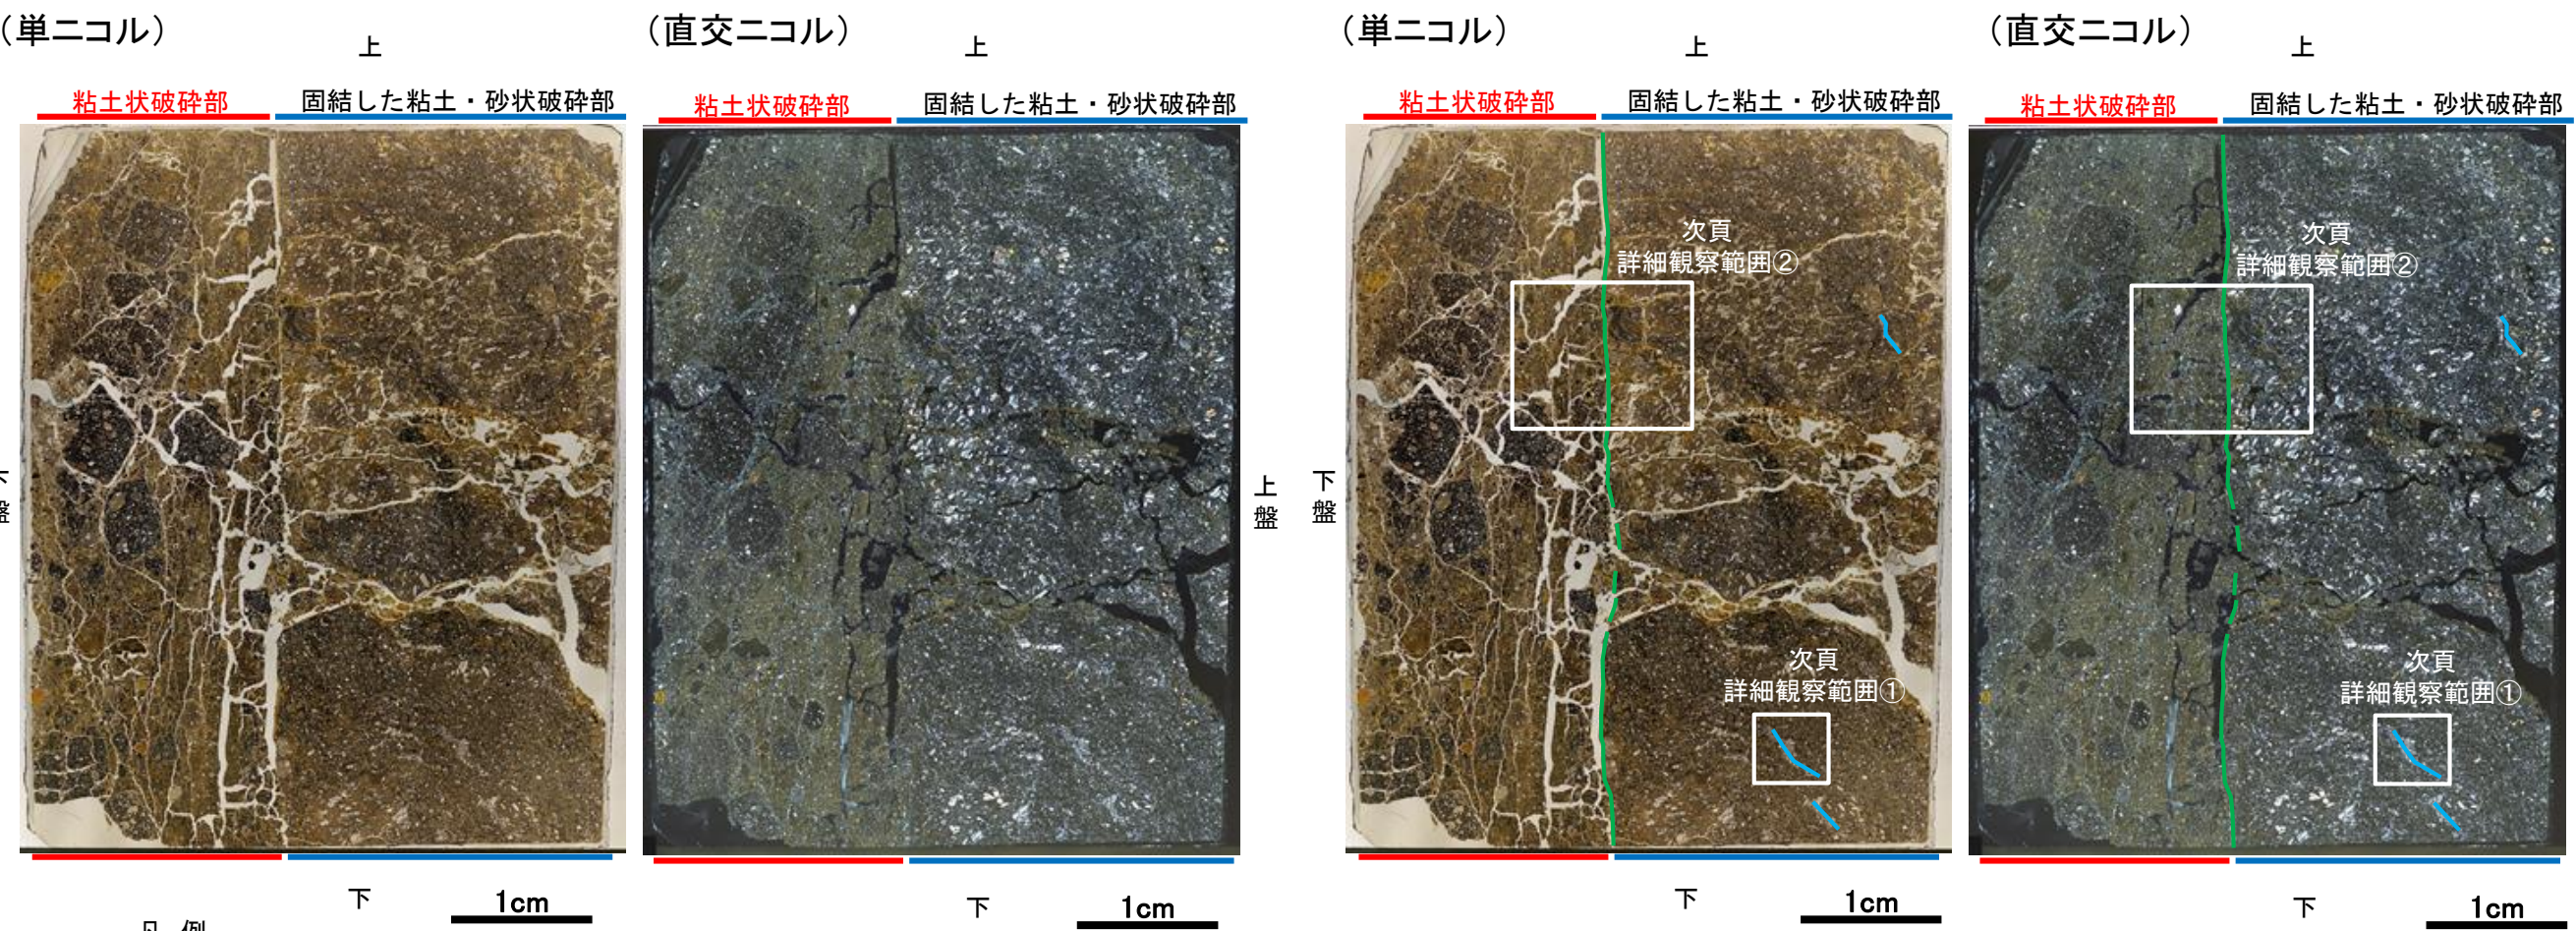 （単ニコル）
上
粘土状破砕部
固結した粘土・砂状破砕部
下
1cm
（直交ニコル）
上
粘土状破砕部
固結した粘土・砂状破砕部
上
盤
下
1cm
（単ニコル）
上
粘土状破砕部
固結した粘土・砂状破砕部
下
盤
次頁
詳細観察範囲②
次頁
詳細観察範囲①
下
1cm
（直交ニコル）
上
粘土状破砕部
固結した粘土・砂状破砕部
次頁
詳細観察範囲②
次頁
詳細観察範囲①
下
1cm